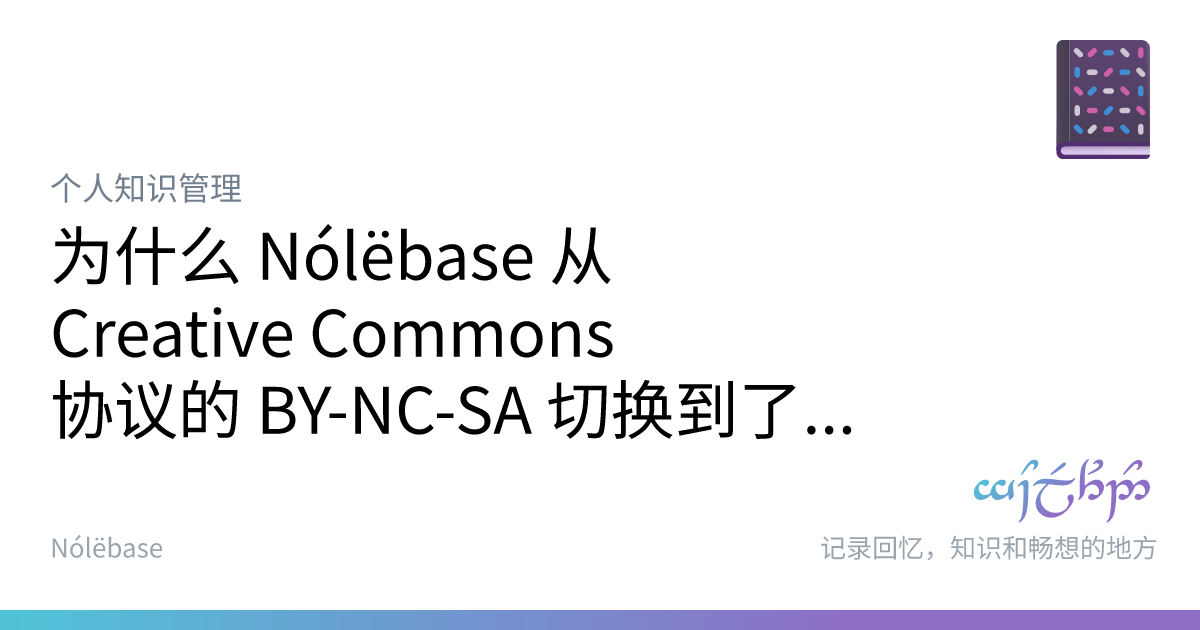 个人知识管理
为什么 Nólëbase 从
Creative Commons
协议的 BY-NC-SA 切换到了...
Nólëbase
记录回忆，知识和畅想的地方